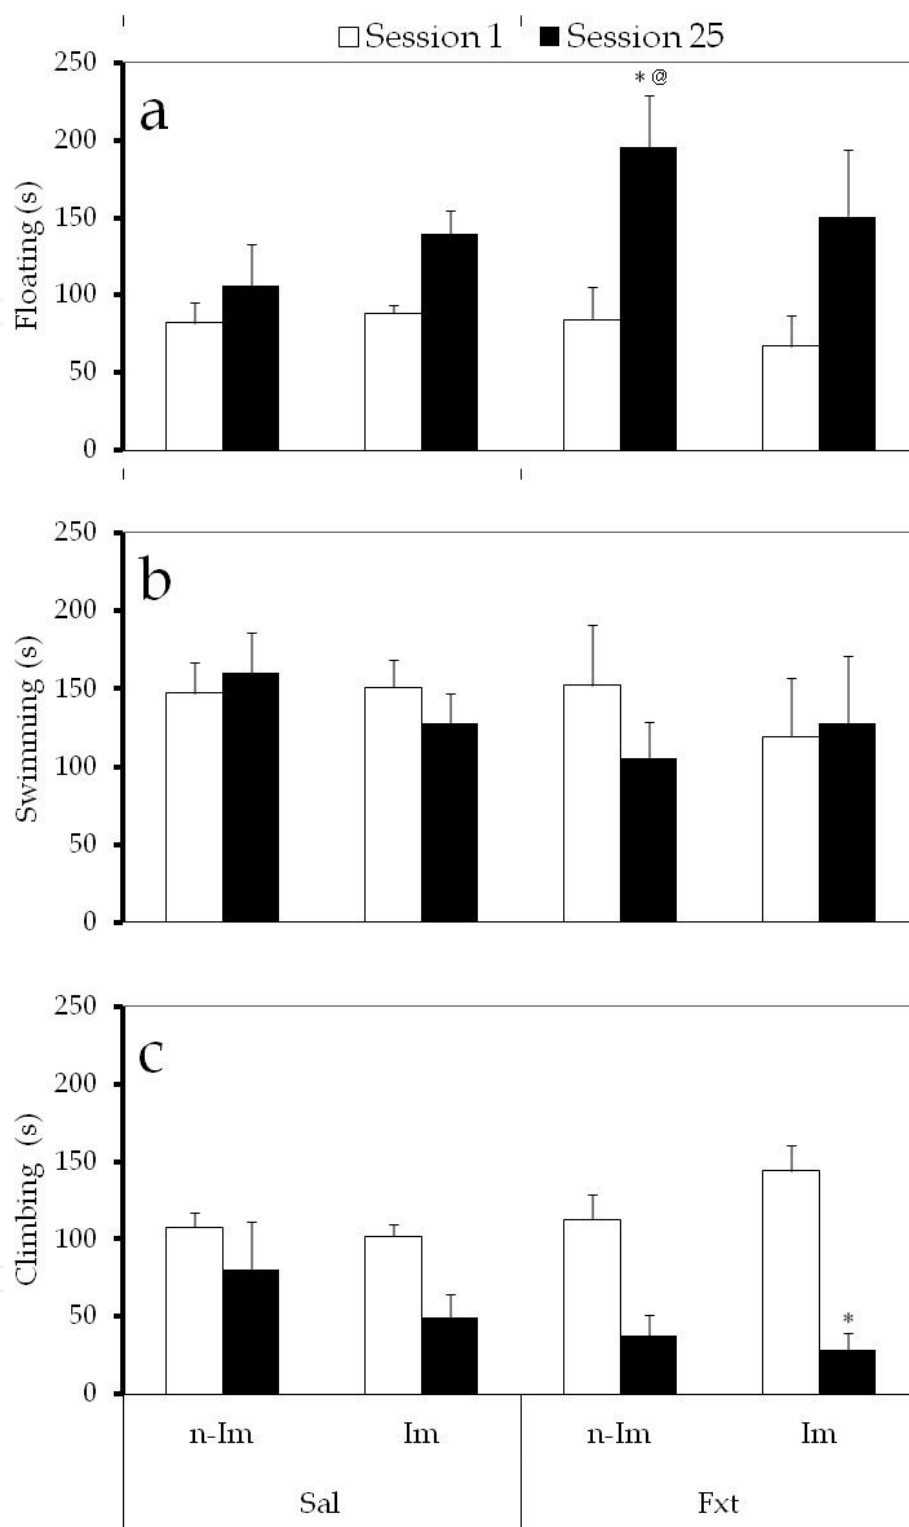 Session 1 Session 25
250
* @
a
200
150
100
50
0
Floating (s)
250
b
200
150
100
50
0
Swimming (s)
250
c
200
150
100
50
*
0
Climbing (s)
n-Im Im n-Im Im
Sal Fxt